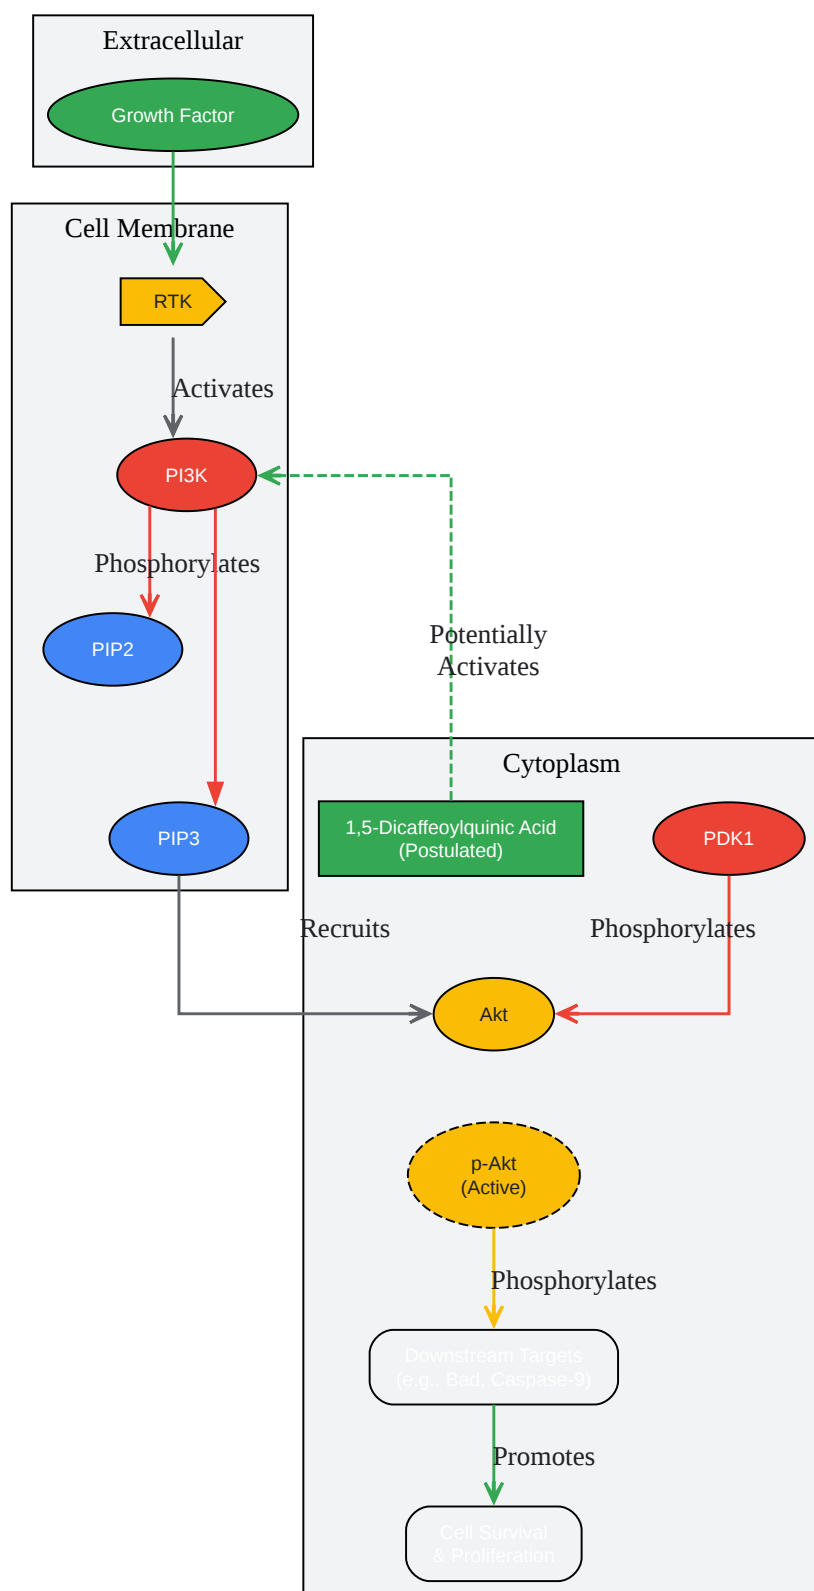 Extracellular
Growth Factor
Cell Membrane
RTK
Activates
PI3K
Phosphorylates
PIP2
Potentially
Activates
Cytoplasm
PIP3
1,5-Dicaffeoylquinic Acid
(Postulated)
PDK1
Recruits
Phosphorylates
Akt
p-Akt
(Active)
Phosphorylates
Downstream Targets
(e.g., Bad, Caspase-9)
Promotes
Cell Survival
& Proliferation